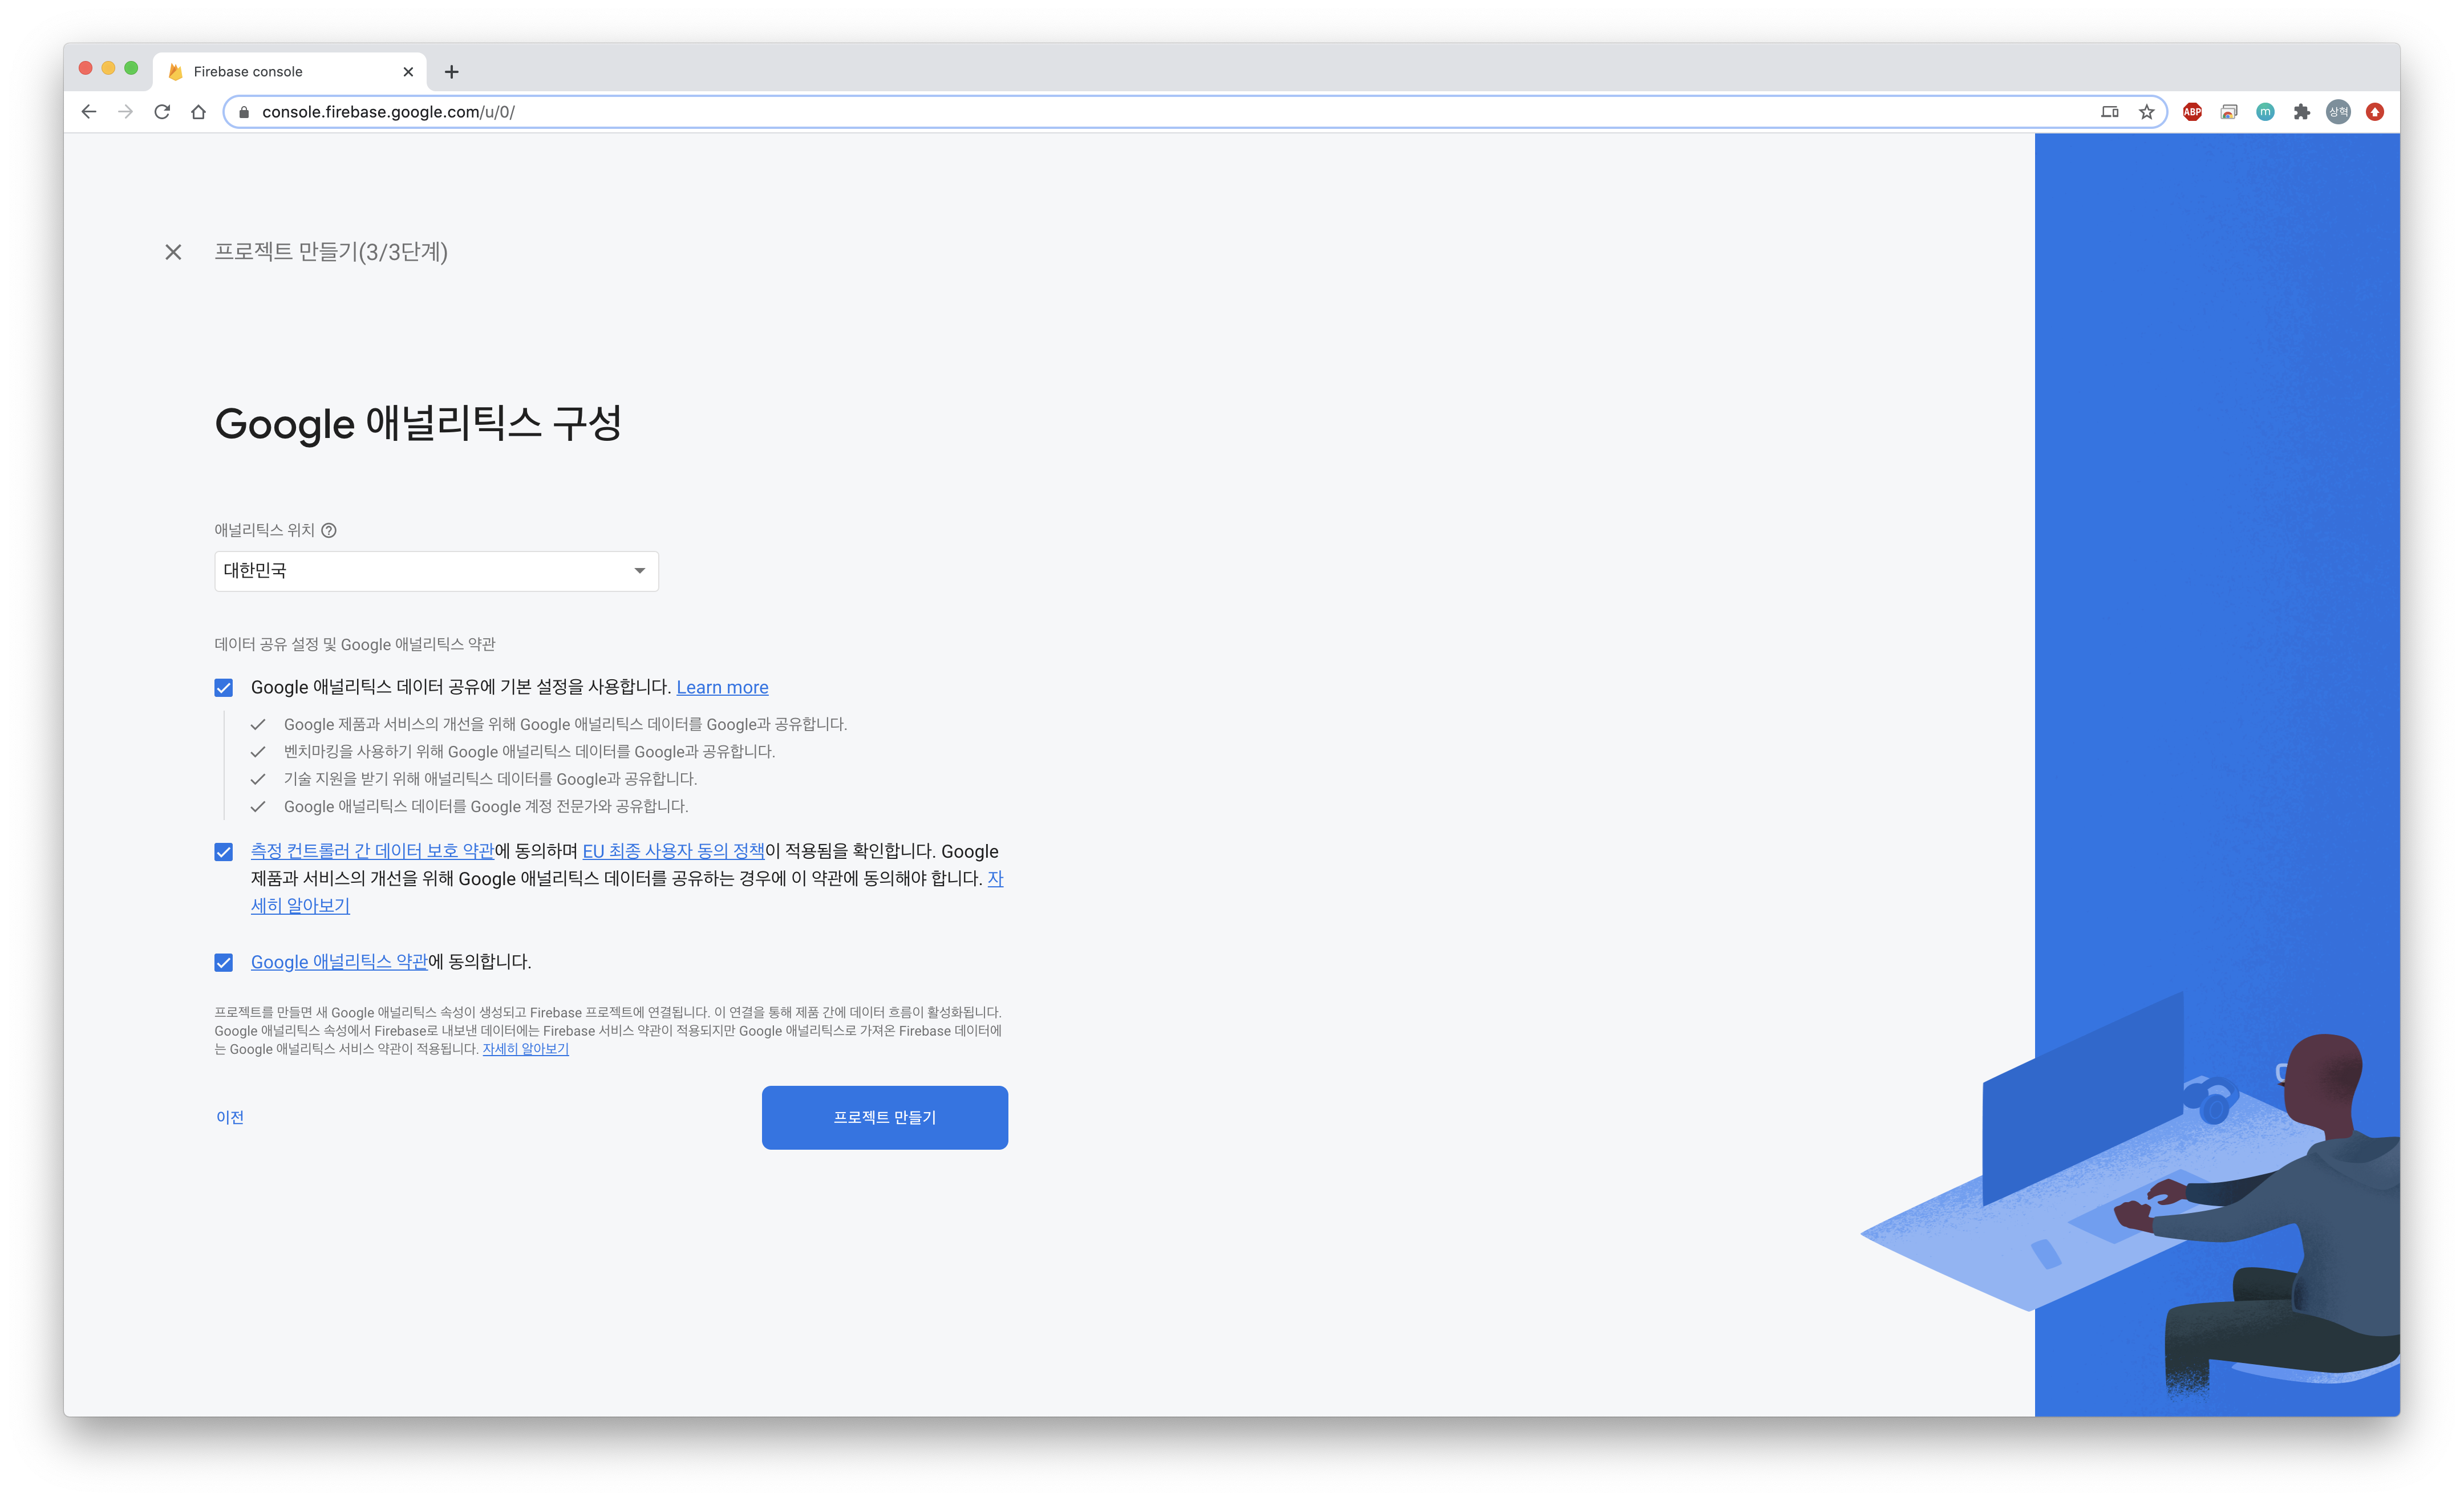 Firebase console
console.firebase.google.com/u/0/
ABP
m
상혁
프로젝트 만들기(3/3단계)
Google 애널리틱스 구성
애널리틱스 위치
대한민국
데이터 공유 설정 및 Google 애널리틱스 약관
Google 애널리틱스 데이터 공유에 기본 설정을 사용합니다. Learn more
Google 제품과 서비스의 개선을 위해 Google 애널리틱스 데이터를 Google과 공유합니다.
벤치마킹을 사용하기 위해 Google 애널리틱스 데이터를 Google과 공유합니다.
기술 지원을 받기 위해 애널리틱스 데이터를 Google과 공유합니다.
Google 애널리틱스 데이터를 Google 계정 전문가와 공유합니다.
측정 컨트롤러 간 데이터 보호 약관에 동의하며 EU 최종 사용자 동의 정책이 적용됨을 확인합니다. Google
제품과 서비스의 개선을 위해 Google 애널리틱스 데이터를 공유하는 경우에 이 약관에 동의해야 합니다. 자
세히 알아보기
Google 애널리틱스 약관에 동의합니다.
프로젝트를 만들면 새 Google 애널리틱스 속성이 생성되고 Firebase 프로젝트에 연결됩니다. 이 연결을 통해 제품 간에 데이터 흐름이 활성화됩니다.
Google 애널리틱스 속성에서 Firebase로 내보낸 데이터에는 Firebase 서비스 약관이 적용되지만 Google 애널리틱스로 가져온 Firebase 데이터에
는 Google 애널리틱스 서비스 약관이 적용됩니다. 자세히 알아보기
이전
프로젝트 만들기